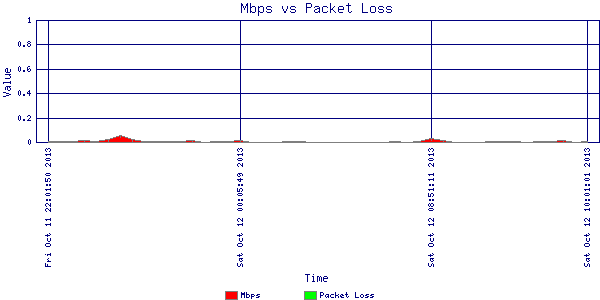 Mbps vs Packet Loss
1
0.8
0.6
0.4
0.2
0
Value
Fri Oct 11 22:01:50 2013
Sat Oct 12 00:05:49 2013
Sat Oct 12 08:51:11 2013
Sat Oct 12 10:01:01 2013
Time
Mbps
Packet Loss